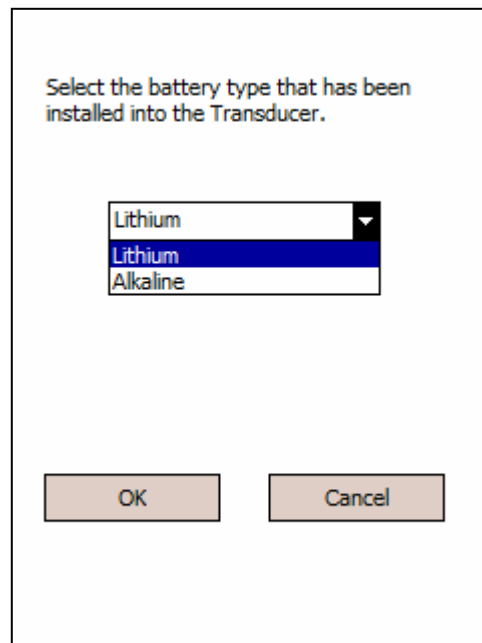 Select the battery type that has been
installed into the Transducer.
Lithium
Lithium
Alkaline
OK
Cancel